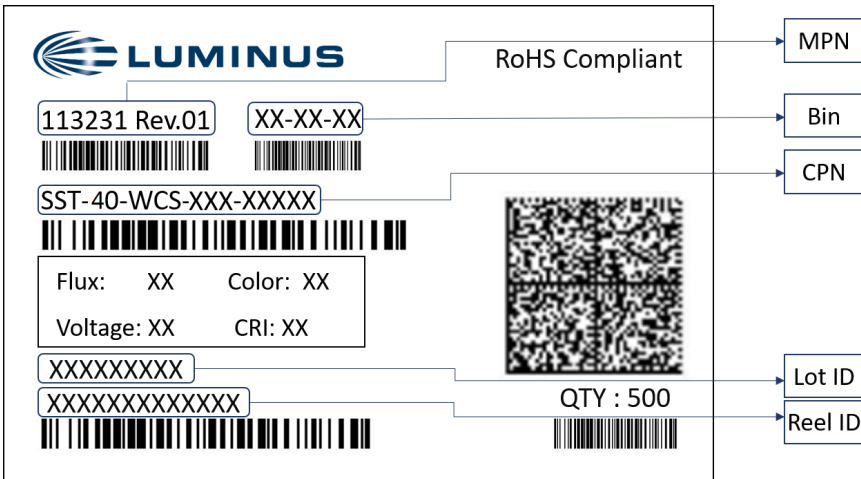 LUMINUS
RoHS Compliant
MPN
113231 Rev.01
XX-XX-XX
Bin
SST-40-WCS-XXX-XXXXX
CPN
Flux: XX Color: XX
Voltage: XX CRI: XX
XXXXXXXXX
Lot ID
XXXXXXXXXXXXX
QTY : 500
Reel ID